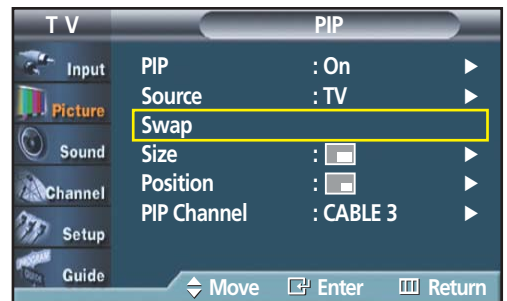 TV PIP
Input
Picture
Sound
Channel
Setup
Guide
PIP : On
Source : TV
Swap
Size :
Position :
PIP Channel : CABLE 3
Move Enter Return